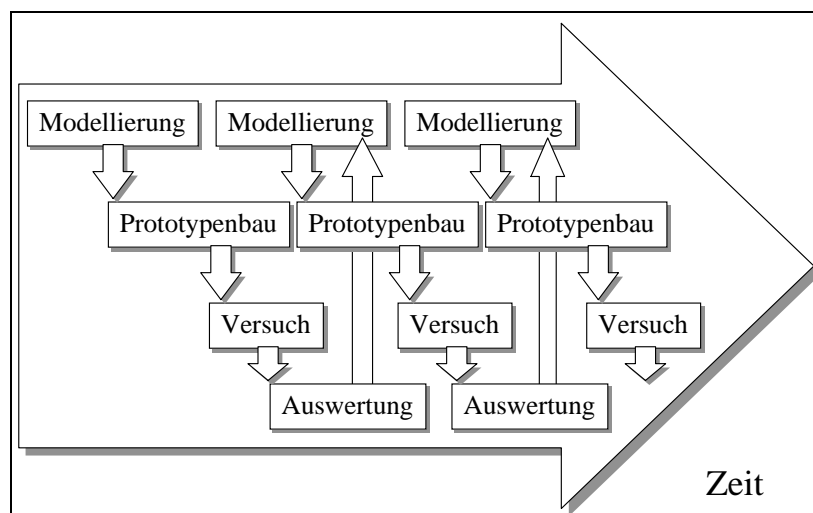 Modellierung
Modellierung
Modellierung
Prototypenbau
Prototypenbau
Prototypenbau
Versuch
Versuch
Versuch
Auswertung
Auswertung
Zeit